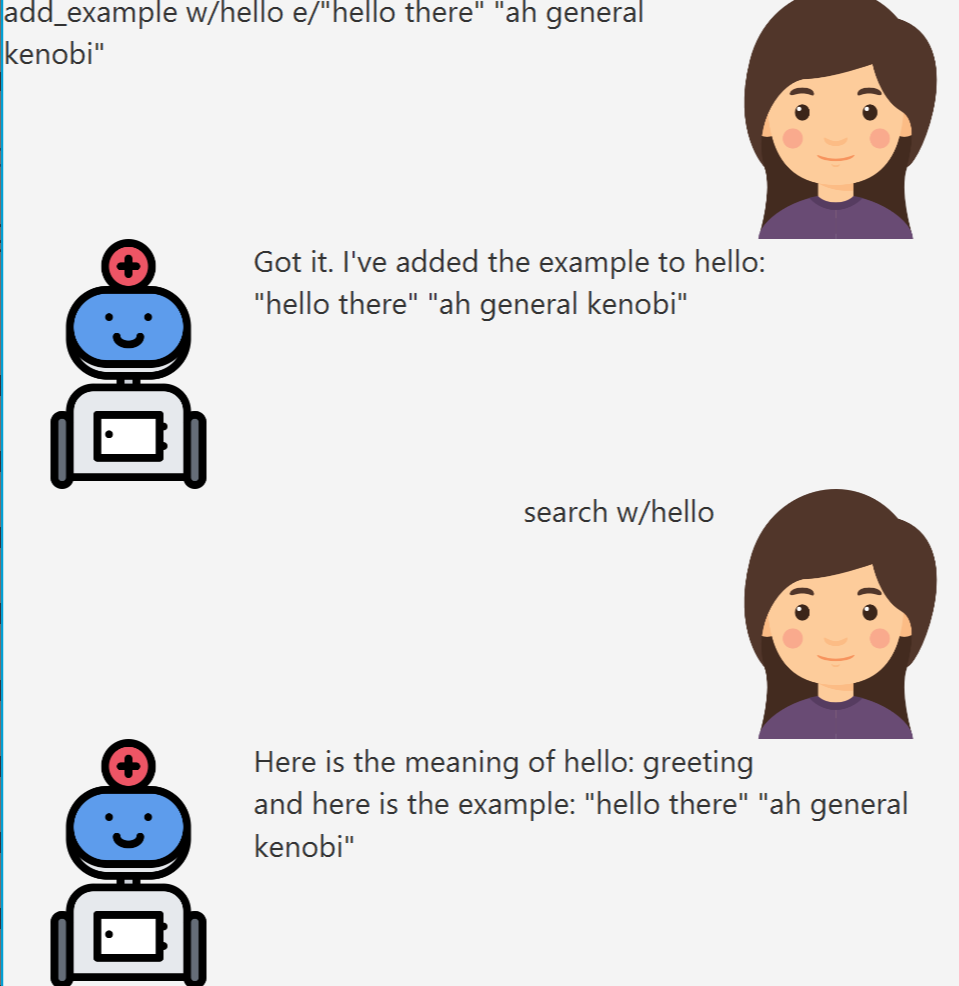 add_example w/hello e/"hello there" "ah general
kenobi"
Got it. I've added the example to hello:
"hello there" "ah general kenobi"
search w/hello
Here is the meaning of hello: greeting
and here is the example: "hello there" "ah general
kenobi"